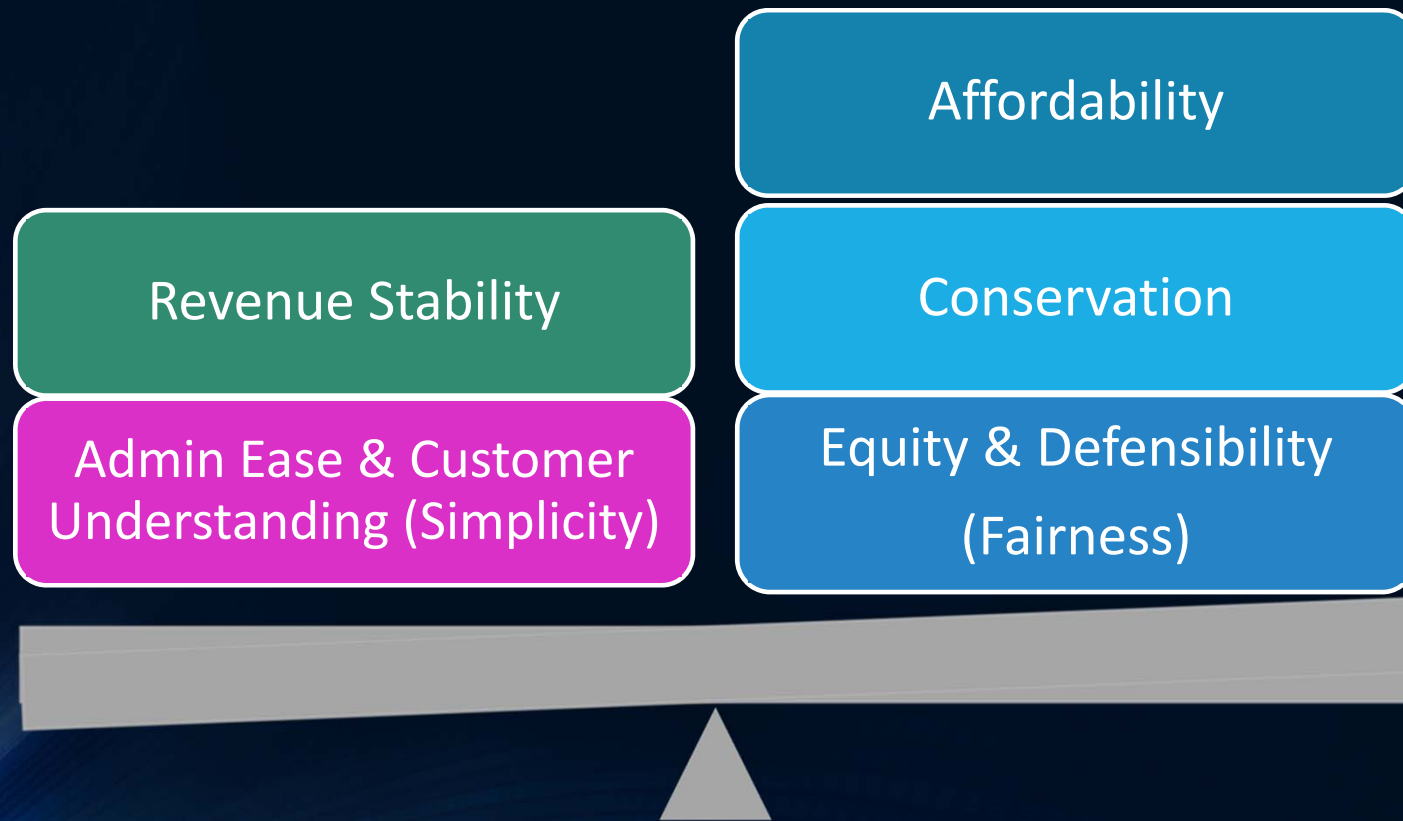 Affordability
Revenue Stability
Conservation
Admin Ease & Customer
Understanding (Simplicity)
Equity & Defensibility
(Fairness)